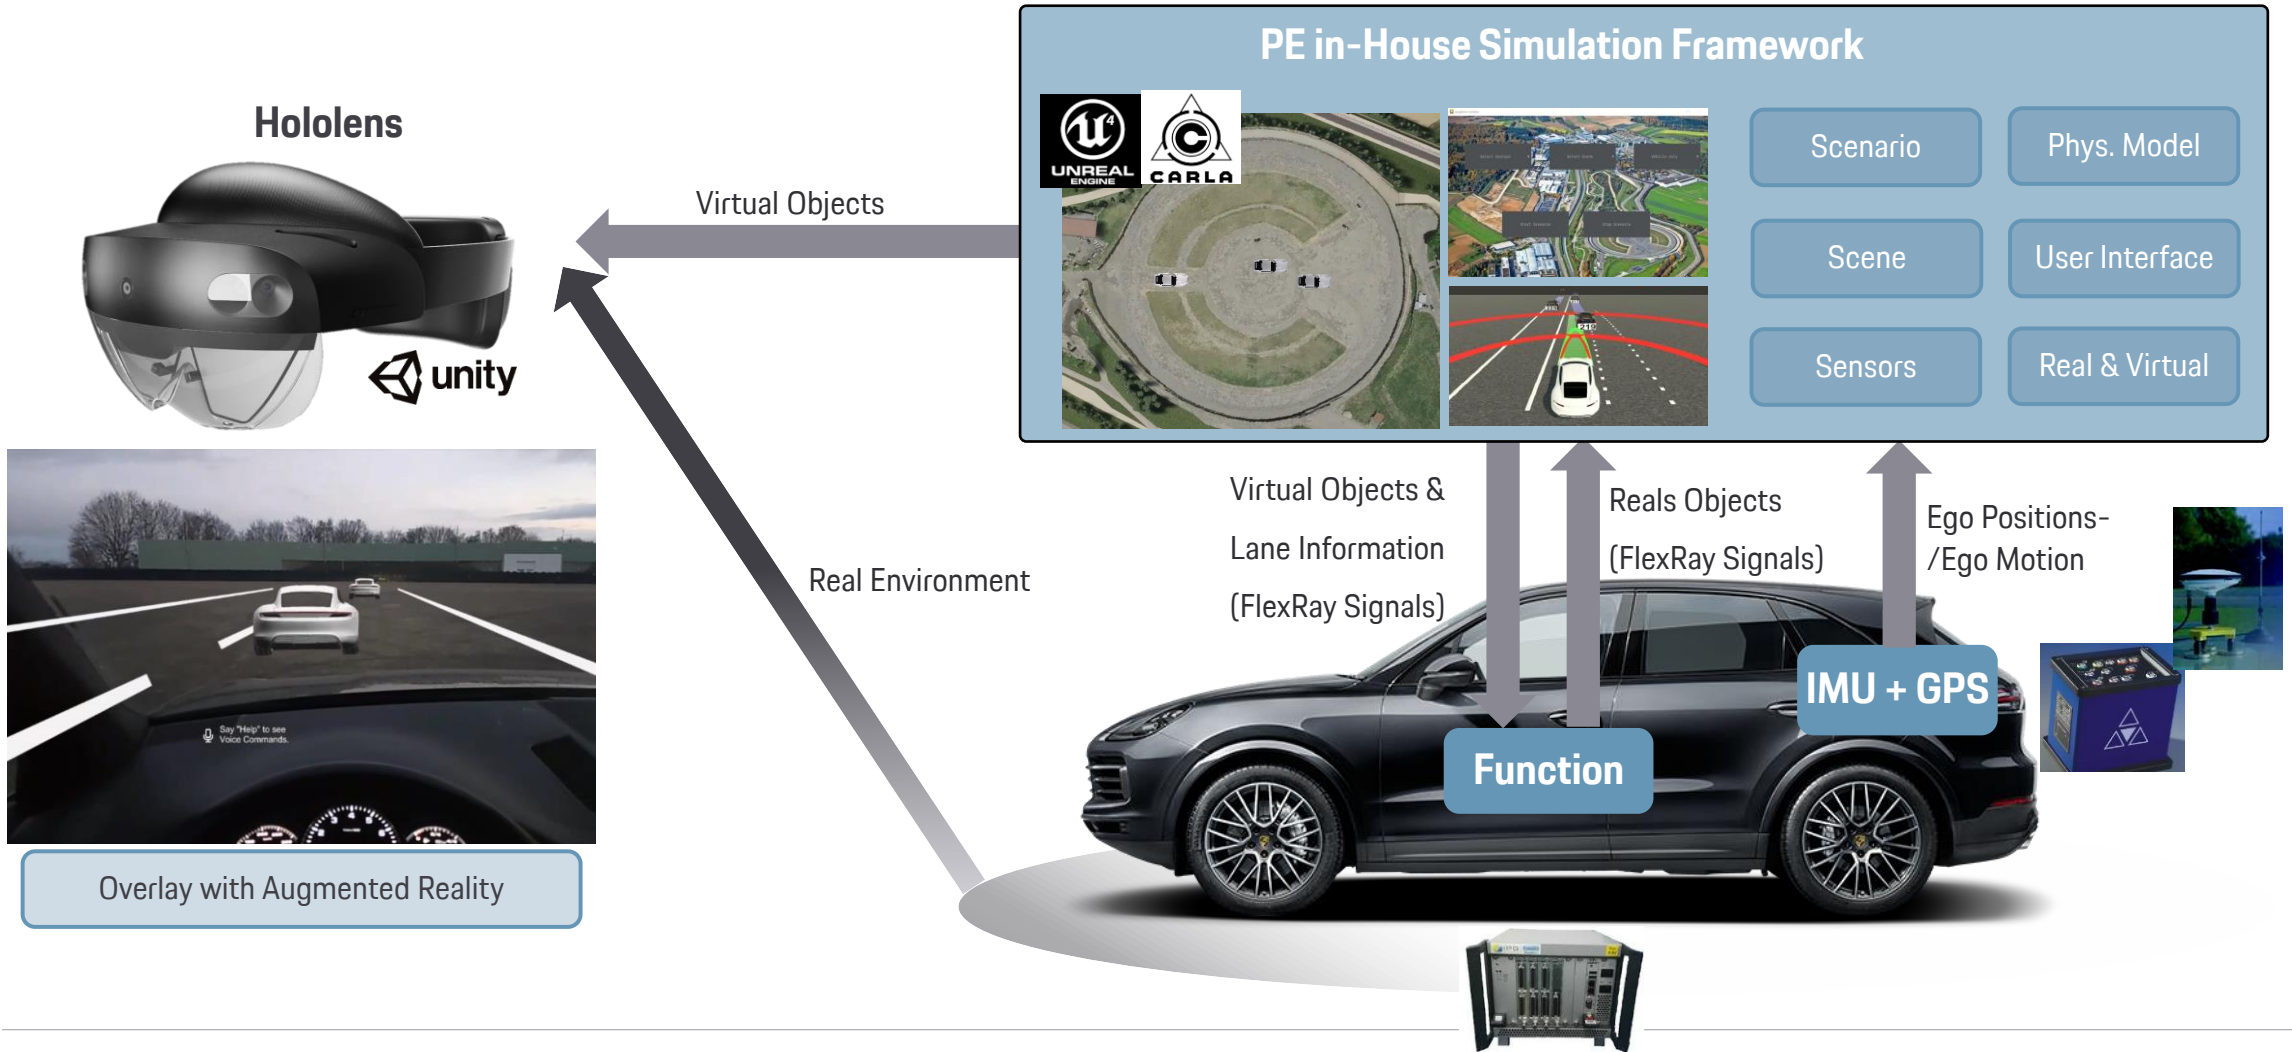 PE in-House Simulation Framework
Hololens
UNREAL
ENGINE
4
CARLA
Scenario
Phys. Model
Scene
User Interface
Sensors
Real & Virtual
Virtual Objects
unity
219
Virtual Objects &
Lane Information
(FlexRay Signals)
Reals Objects
(FlexRay Signals)
Ego Positions-
/Ego Motion
Real Environment
IMU + GPS
Function
Say "Help" to see
Voice Commands.
Overlay with Augmented Reality